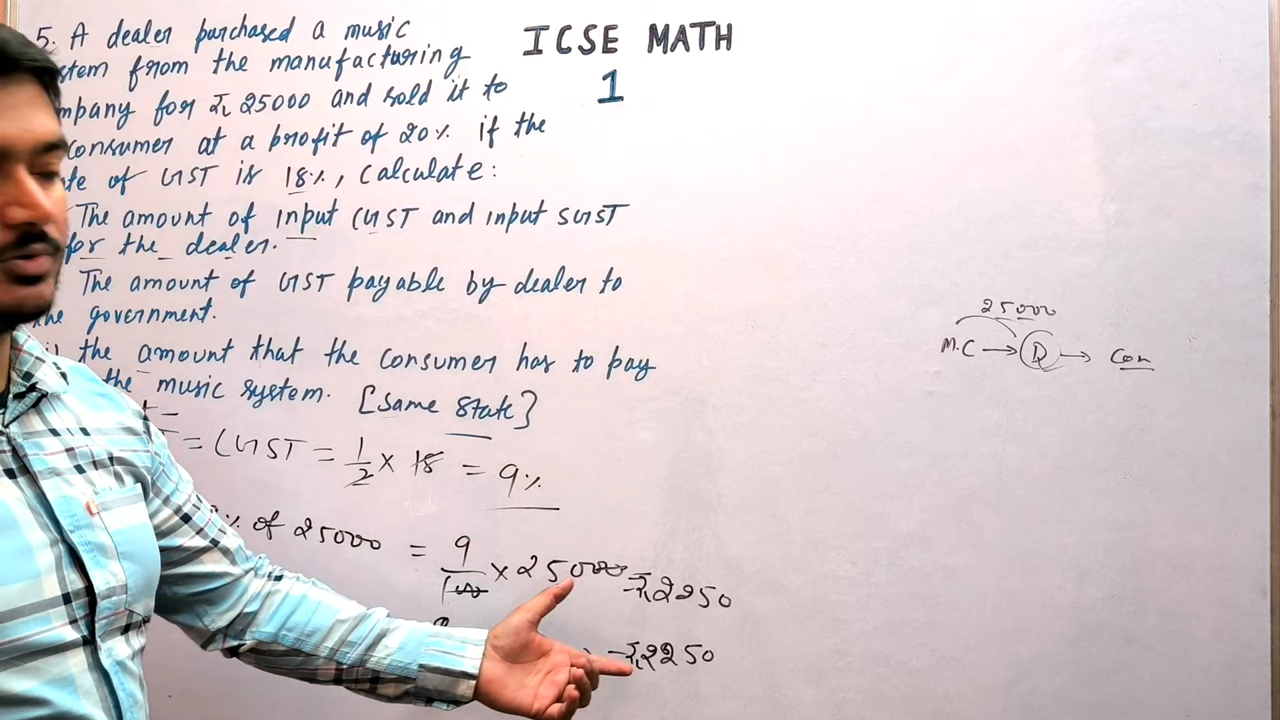 ICSE MATH
1
5. A dealer purchased a music
stem from the manufacturing
mpany for ₹ 25000 and sold it to
consumer at a profit of 20% if the
te of GST is 18%, Calculate:
The amount of input CGST and input SGST
for the dealer.
The amount of GST payable by dealer to
he government.
the amount that the consumer has to pay
the music system. [Same State]
= CGST = 1/2 × 18 = 9%
% of 25000 = 9/100 × 25000 = ₹2250
= ₹2250
25000
M.C → D → Con